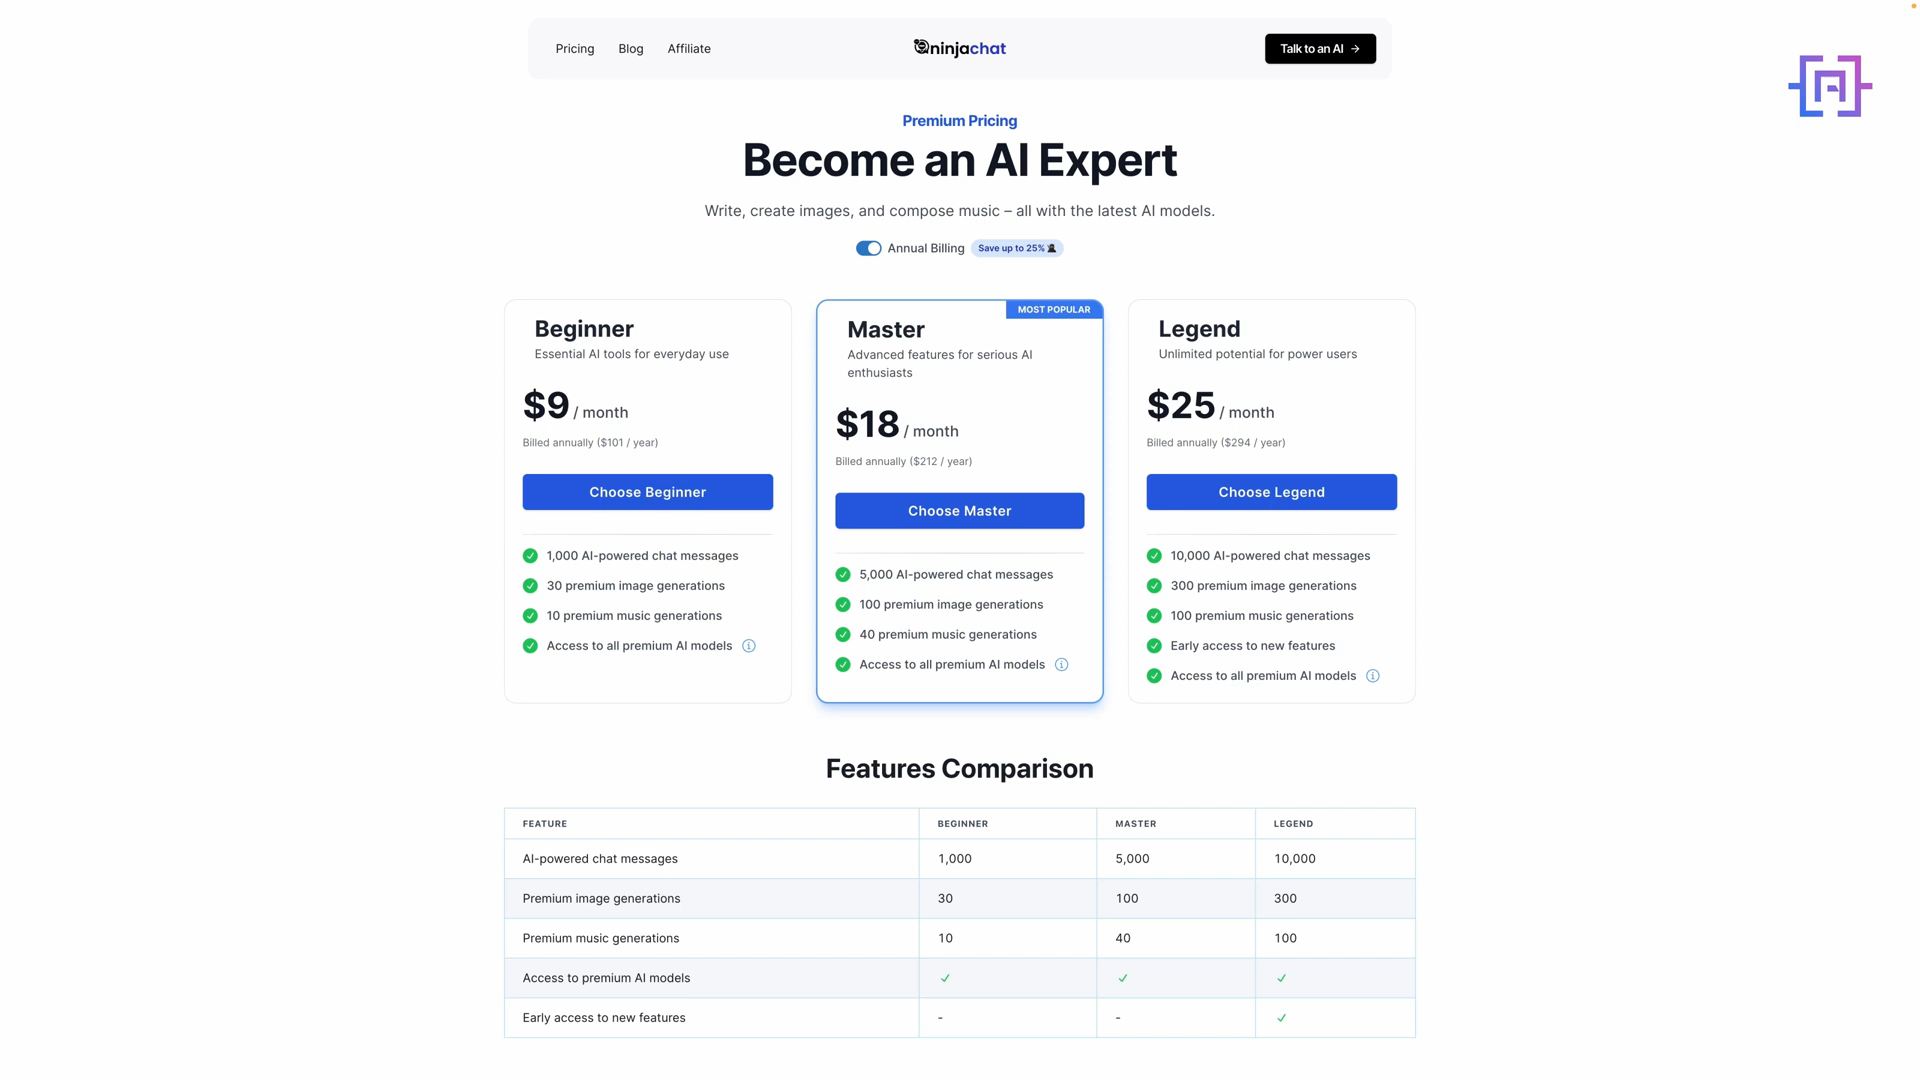 Pricing Blog Affiliate ninjachat Talk to an AI →
Premium Pricing
Become an AI Expert
Write, create images, and compose music – all with the latest AI models.
Annual Billing Save up to 25%
Beginner
Essential AI tools for everyday use
$9 / month
Billed annually ($101 / year)
Choose Beginner
1,000 AI-powered chat messages
30 premium image generations
10 premium music generations
Access to all premium AI models
MOST POPULAR
Master
Advanced features for serious AI
enthusiasts
$18 / month
Billed annually ($212 / year)
Choose Master
5,000 AI-powered chat messages
100 premium image generations
40 premium music generations
Access to all premium AI models
Legend
Unlimited potential for power users
$25 / month
Billed annually ($294 / year)
Choose Legend
10,000 AI-powered chat messages
300 premium image generations
100 premium music generations
Early access to new features
Access to all premium AI models
Features Comparison
FEATURE BEGINNER MASTER LEGEND
AI-powered chat messages 1,000 5,000 10,000
Premium image generations 30 100 300
Premium music generations 10 40 100
Access to premium AI models ✓ ✓ ✓
Early access to new features - - ✓